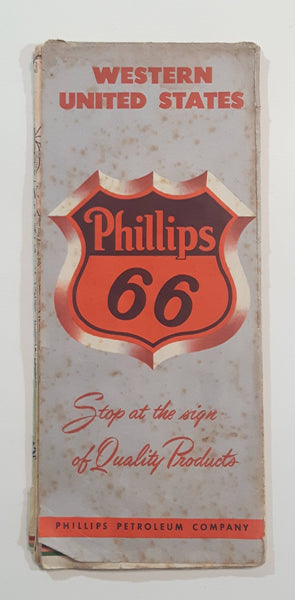 WESTERN
UNITED STATES
Phillips
66
Stop at the sign
of Quality Products
PHILLIPS PETROLEUM COMPANY